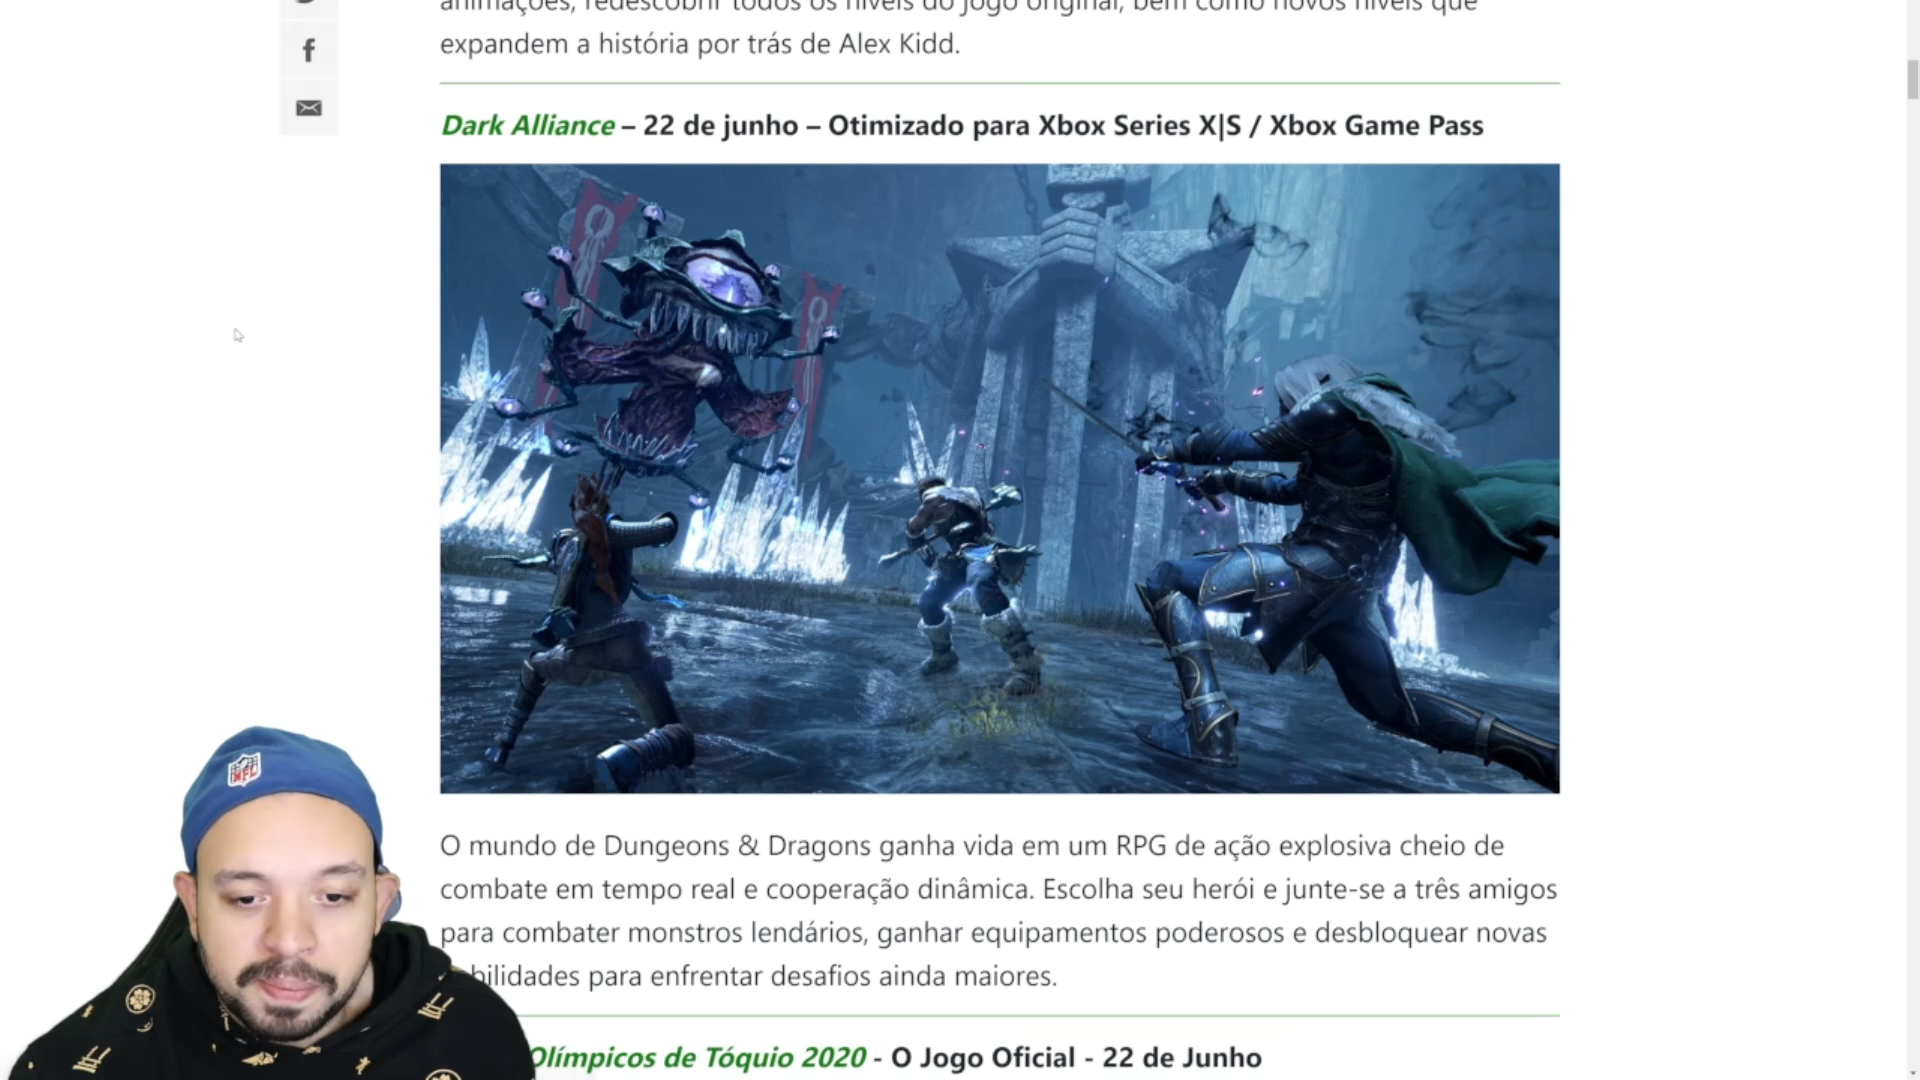 animações, redescobrir todos os níveis do jogo original, bem como novos níveis que
expandem a história por trás de Alex Kidd.
Dark Alliance – 22 de junho – Otimizado para Xbox Series X|S / Xbox Game Pass
O mundo de Dungeons & Dragons ganha vida em um RPG de ação explosiva cheio de
combate em tempo real e cooperação dinâmica. Escolha seu herói e junte-se a três amigos
para combater monstros lendários, ganhar equipamentos poderosos e desbloquear novas
bilidades para enfrentar desafios ainda maiores.
Olímpicos de Tóquio 2020 - O Jogo Oficial - 22 de Junho
NFL